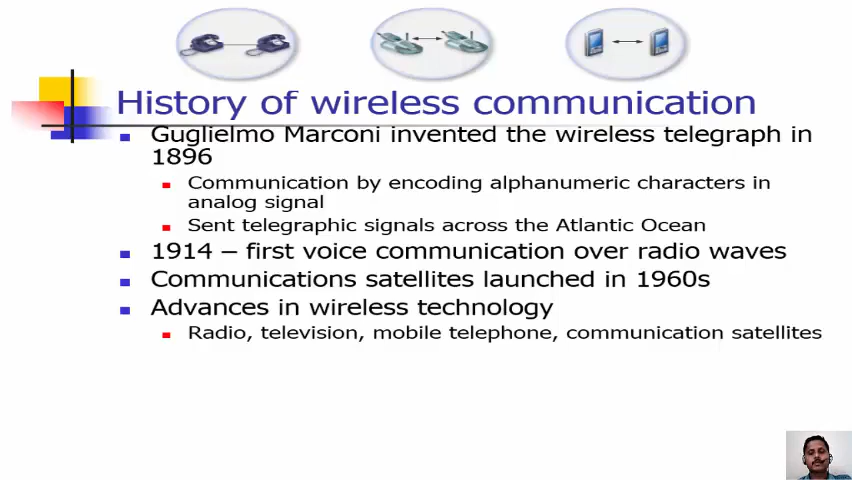 History of wireless communication
Guglielmo Marconi invented the wireless telegraph in
1896
Communication by encoding alphanumeric characters in
analog signal
Sent telegraphic signals across the Atlantic Ocean
1914 – first voice communication over radio waves
Communications satellites launched in 1960s
Advances in wireless technology
Radio, television, mobile telephone, communication satellites